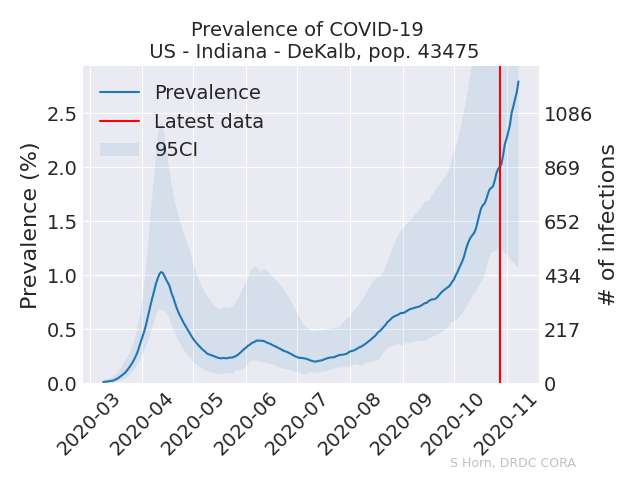 Prevalence of COVID-19
US - Indiana - DeKalb, pop. 43475
Prevalence
Latest data
95CI
Prevalence (%)
2.5
2.0
1.5
1.0
0.5
0.0
1086
869
652
434
217
0
# of infections
2020-03
2020-04
2020-05
2020-06
2020-07
2020-08
2020-09
2020-10
2020-11
S Horn, DRDC CORA